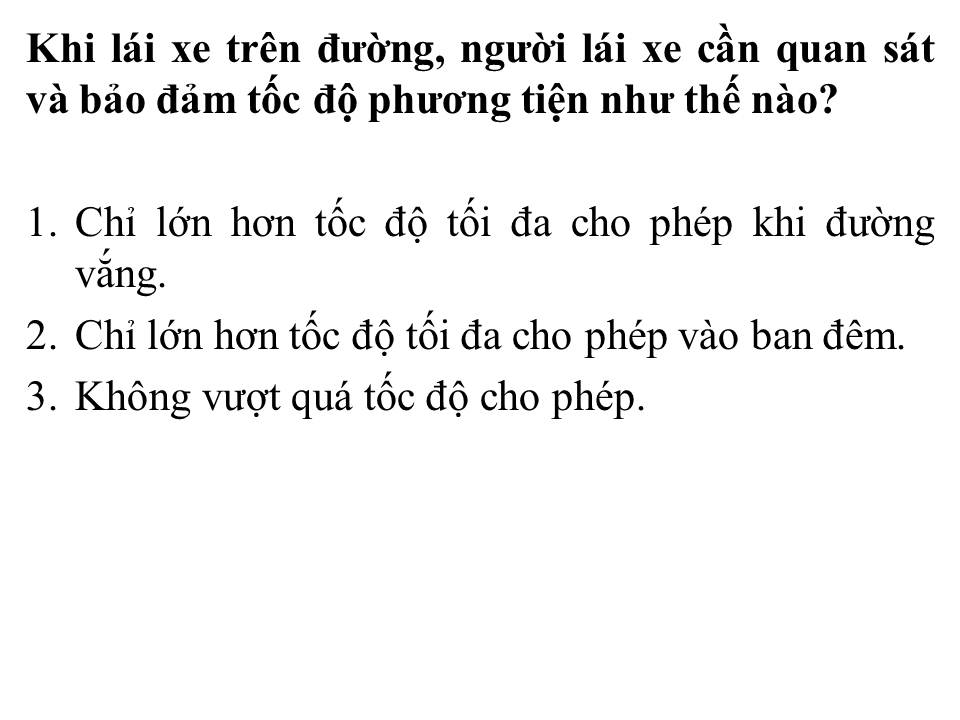 Khi lái xe trên đường, người lái xe cần quan sát
và bảo đảm tốc độ phương tiện như thế nào?
1. Chỉ lớn hơn tốc độ tối đa cho phép khi đường
vắng.
2. Chỉ lớn hơn tốc độ tối đa cho phép vào ban đêm.
3. Không vượt quá tốc độ cho phép.